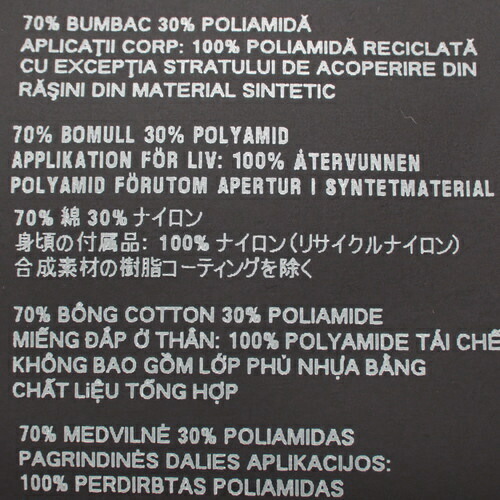 70% BUMBAC 30% POLIAMIDĂ
APLICAŢII CORP: 100% POLIAMIDĂ RECICLATĂ
CU EXCEPŢIA STRATULUI DE ACOPERIRE DIN
RĂŞINI DIN MATERIAL SINTETIC
70% BOMULL 30% POLYAMID
APPLIKATION FÖR LIV: 100% ÅTERVUNNEN
POLYAMID FÖRUTOM APERTUR I SYNTETMATERIAL
70% 綿 30% ナイロン
身頃の付属品: 100% ナイロン(リサイクルナイロン)
合成素材の樹脂コーティングを除く
70% BÔNG COTTON 30% POLIAMIDE
MIẾNG ĐẮP Ở THÂN: 100% POLYAMIDE TÁI CHẾ
KHÔNG BAO GỒM LỚP PHỦ NHỰA BẰNG
CHẤT LiỆU TỔNG HỢP
70% MEDVILNĖ 30% POLIAMIDAS
PAGRINDINĖS DALIES APLIKACIJOS:
100% PERDIRBTAS POLIAMIDAS